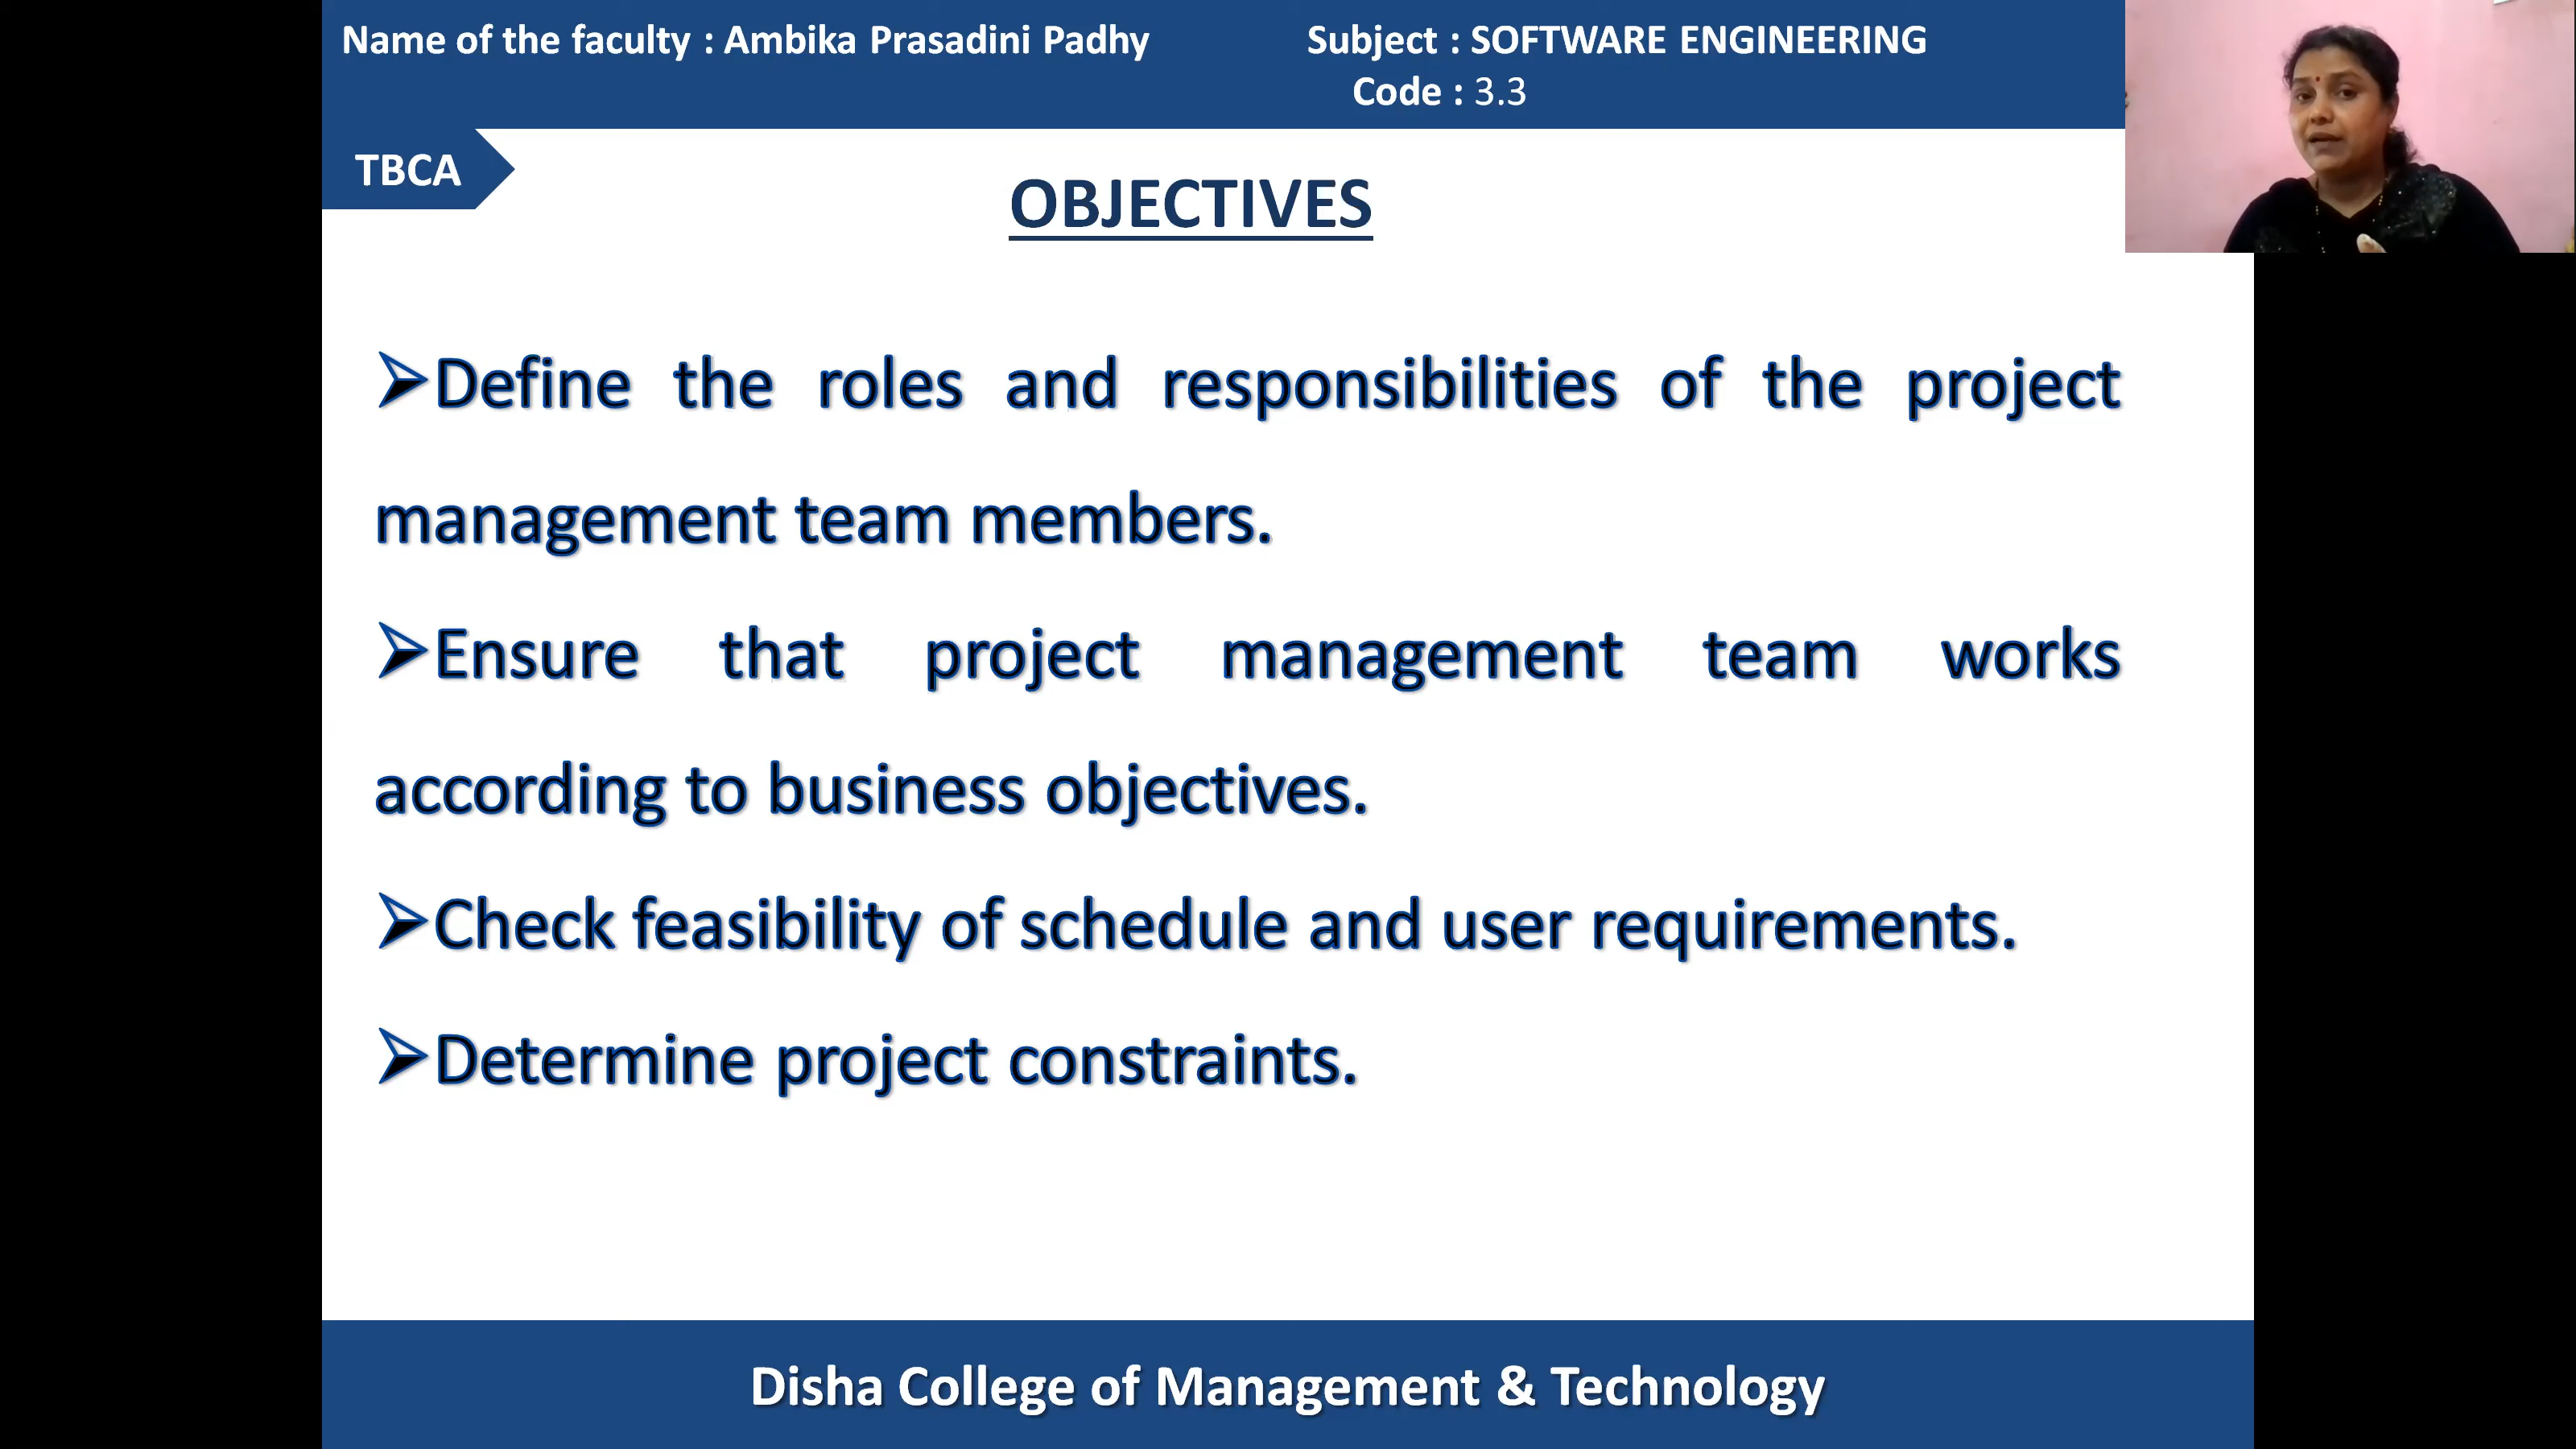 Name of the faculty : Ambika Prasadini Padhy
Subject : SOFTWARE ENGINEERING
Code : 3.3
TBCA
OBJECTIVES
➢Define the roles and responsibilities of the project
management team members.
➢Ensure that project management team works
according to business objectives.
➢Check feasibility of schedule and user requirements.
➢Determine project constraints.
Disha College of Management & Technology